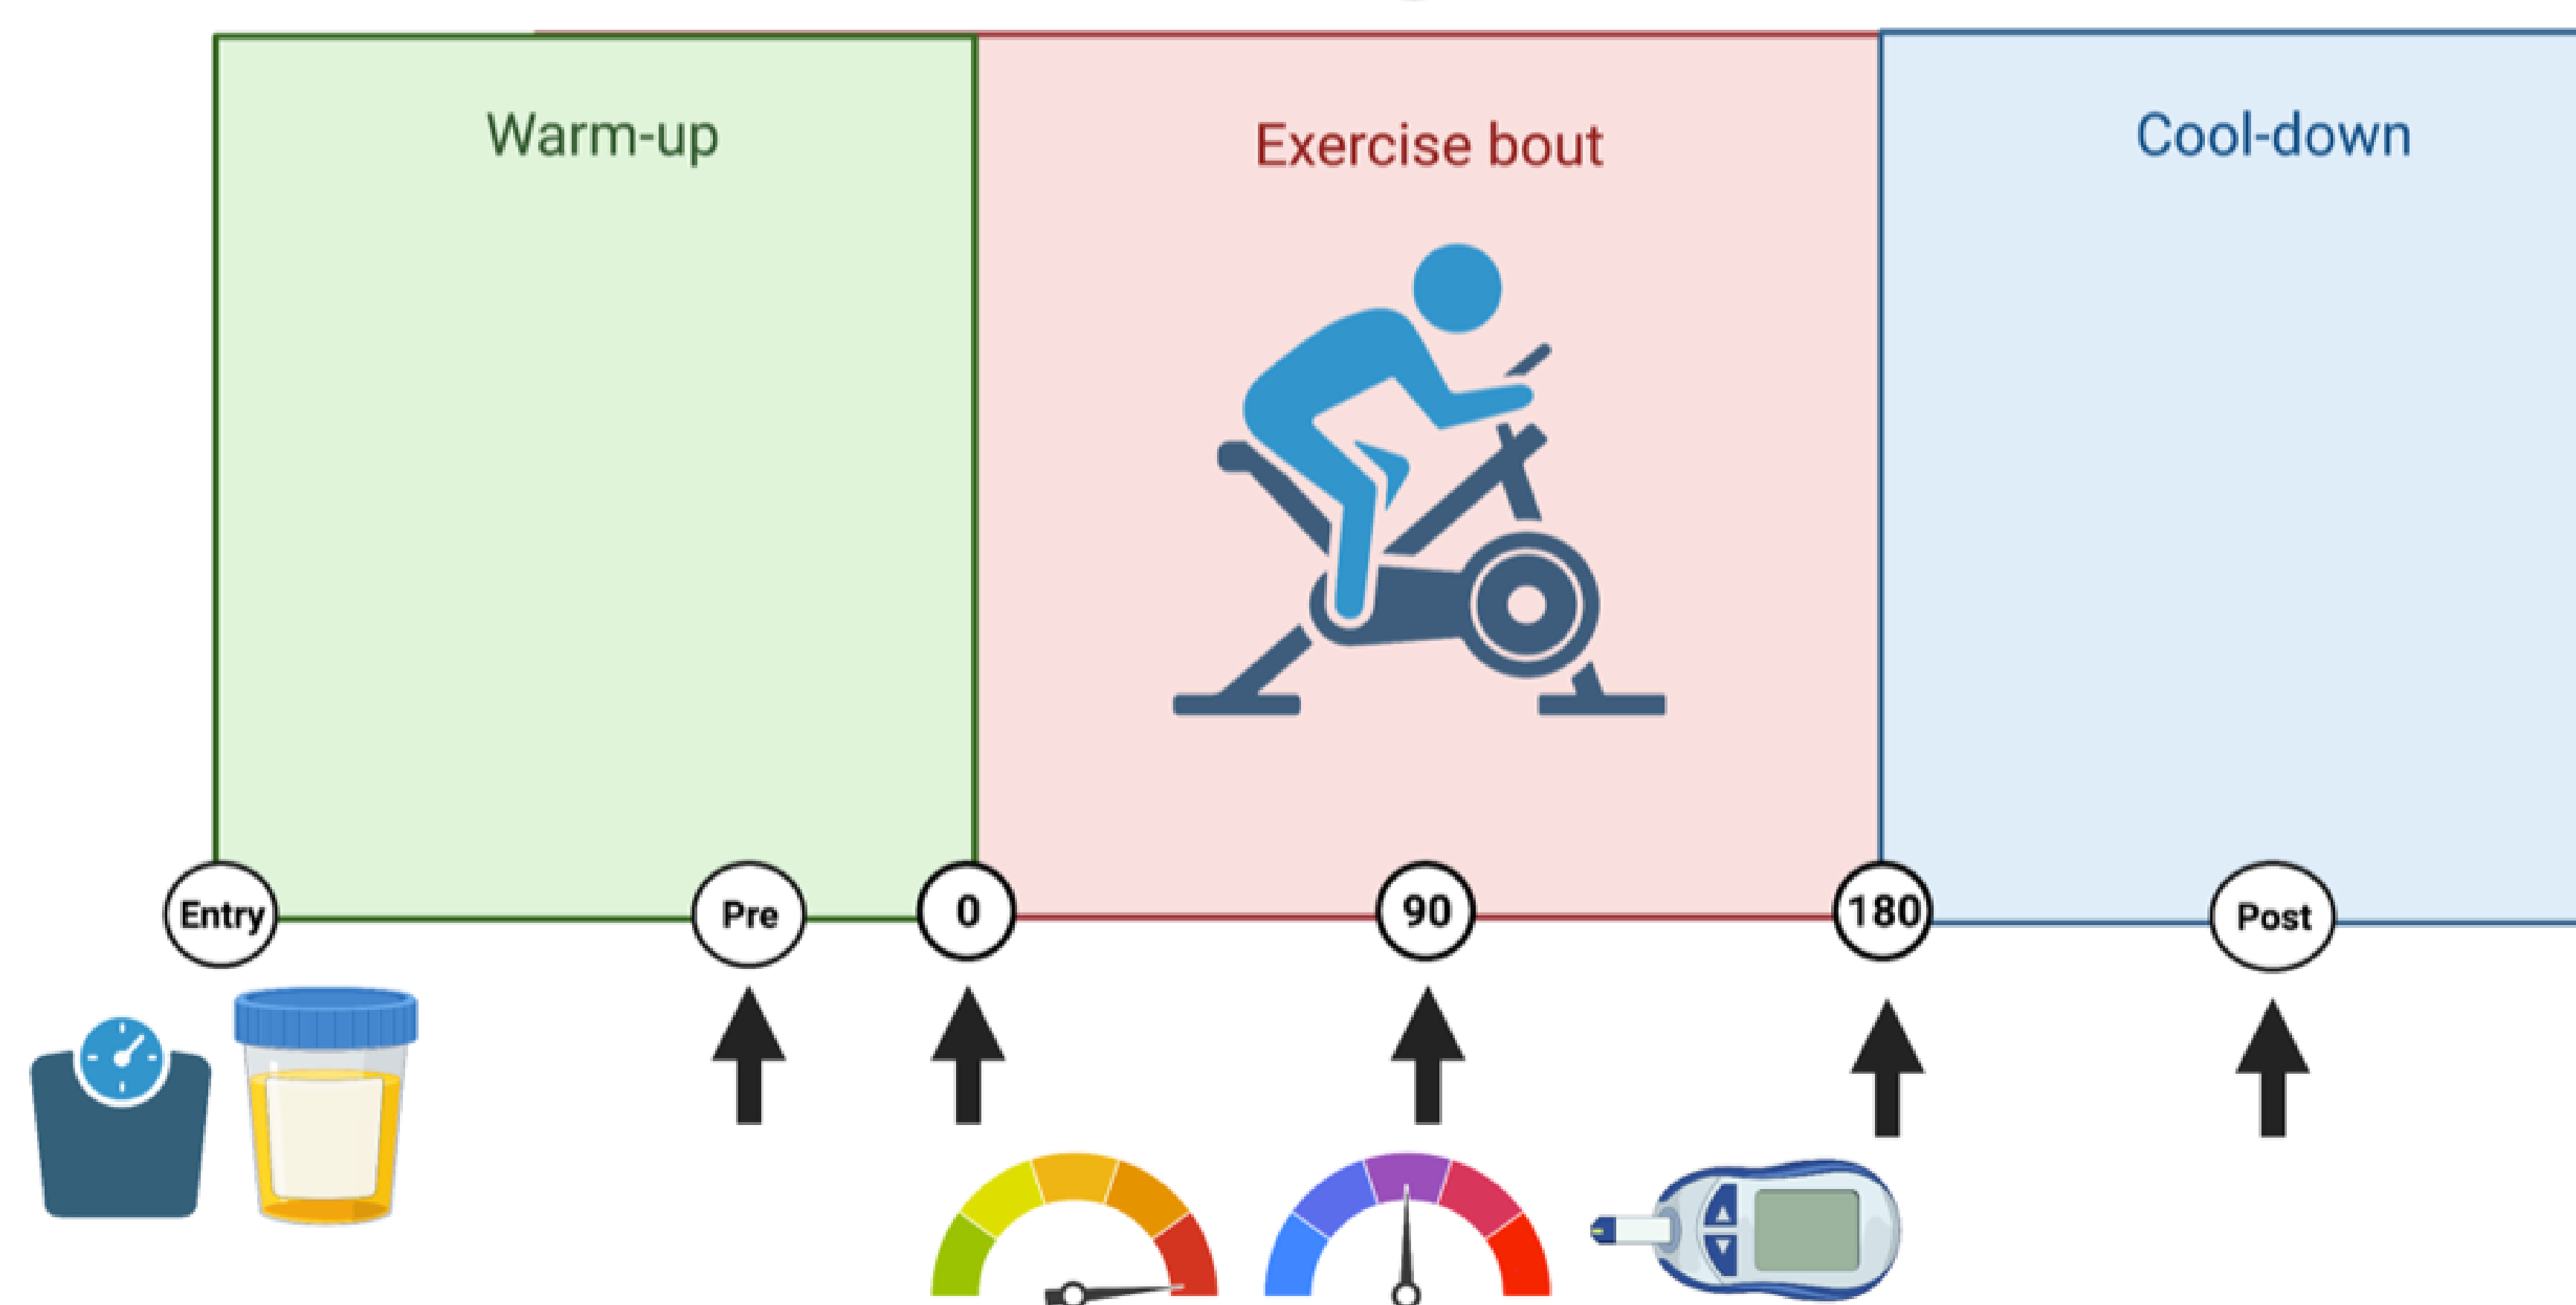 Warm-up
Exercise bout
Cool-down
Entry
Pre
0
90
180
Post